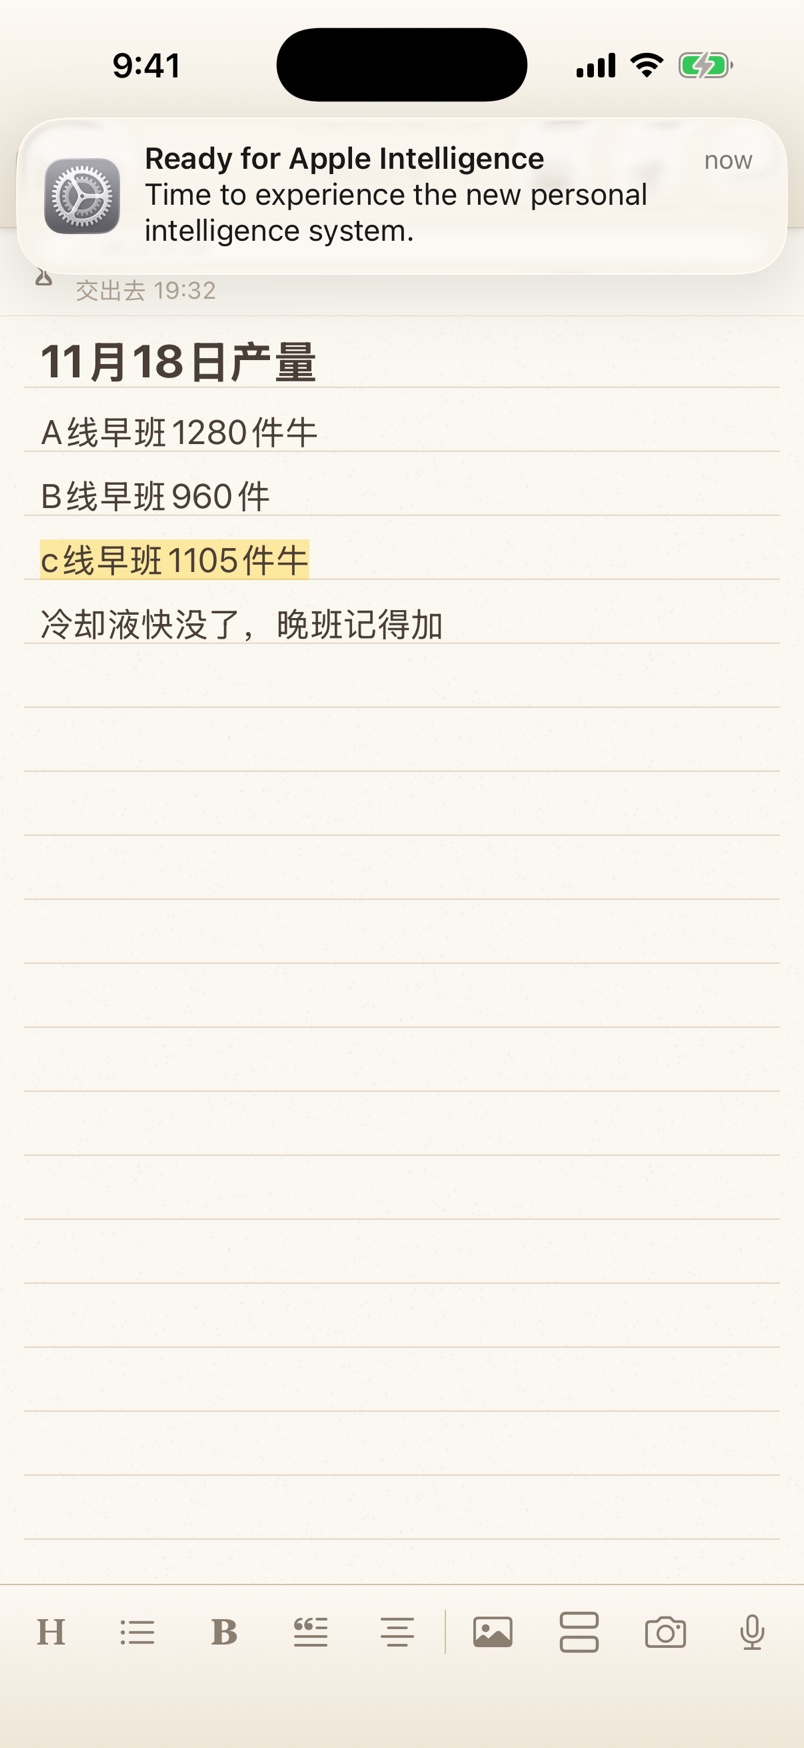 9:41
Ready for Apple Intelligence
now
Time to experience the new personal
intelligence system.
交出去 19:32
11月18日产量
A线早班1280件牛
B线早班960件
c线早班1105件牛
冷却液快没了，晚班记得加
H
B